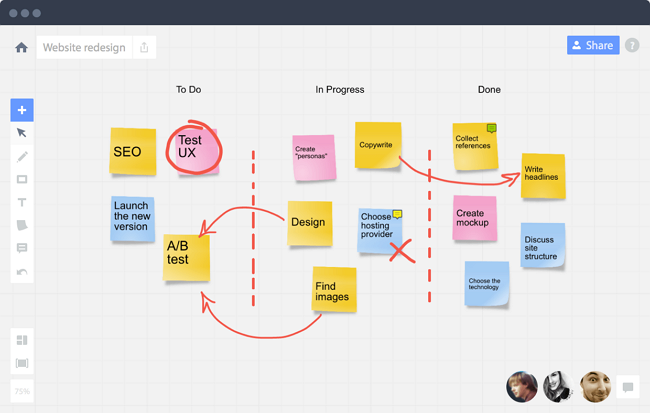 Website redesign
Share
?
To Do
In Progress
Done
SEO
Test
UX
Launch
the new
version
A/B
test
Create
"personas"
Copywrite
Design
Choose
hosting
provider
Find
images
Collect
references
Write
headlines
Create
mockup
Discuss
site
structure
Choose the
technology
75%